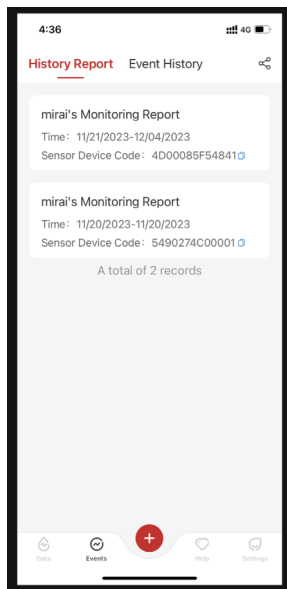 4:36
4G
History Report Event History
mirai's Monitoring Report
Time： 11/21/2023-12/04/2023
Sensor Device Code： 4D00085F54841
mirai's Monitoring Report
Time： 11/20/2023-11/20/2023
Sensor Device Code： 5490274C00001
A total of 2 records
Data Events Help Settings